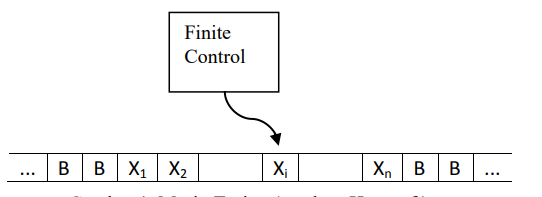 Finite
Control
... B B X₁ X₂ Xᵢ Xₙ B B ...